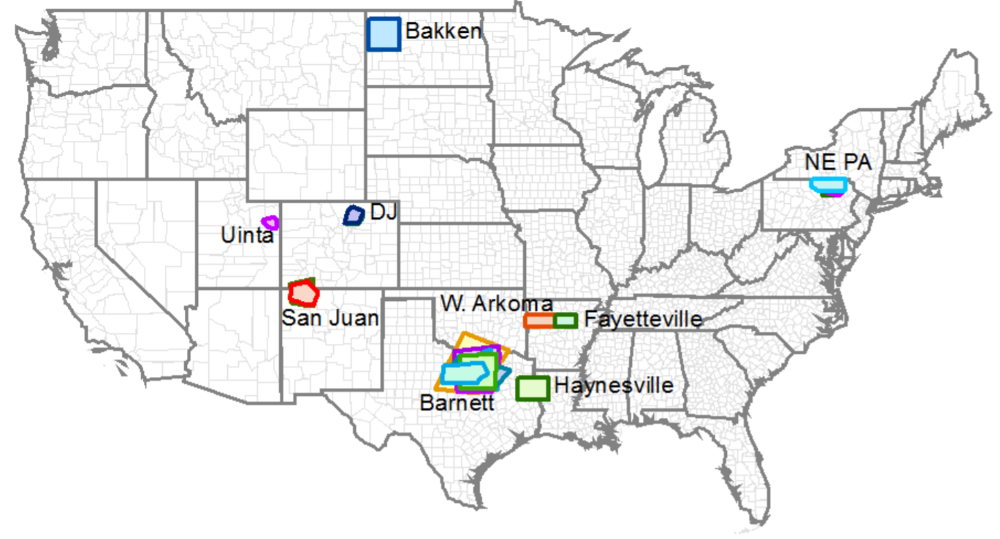 Bakken
NE PA
DJ
Uinta
W. Arkoma
San Juan
Fayetteville
Haynesville
Barnett